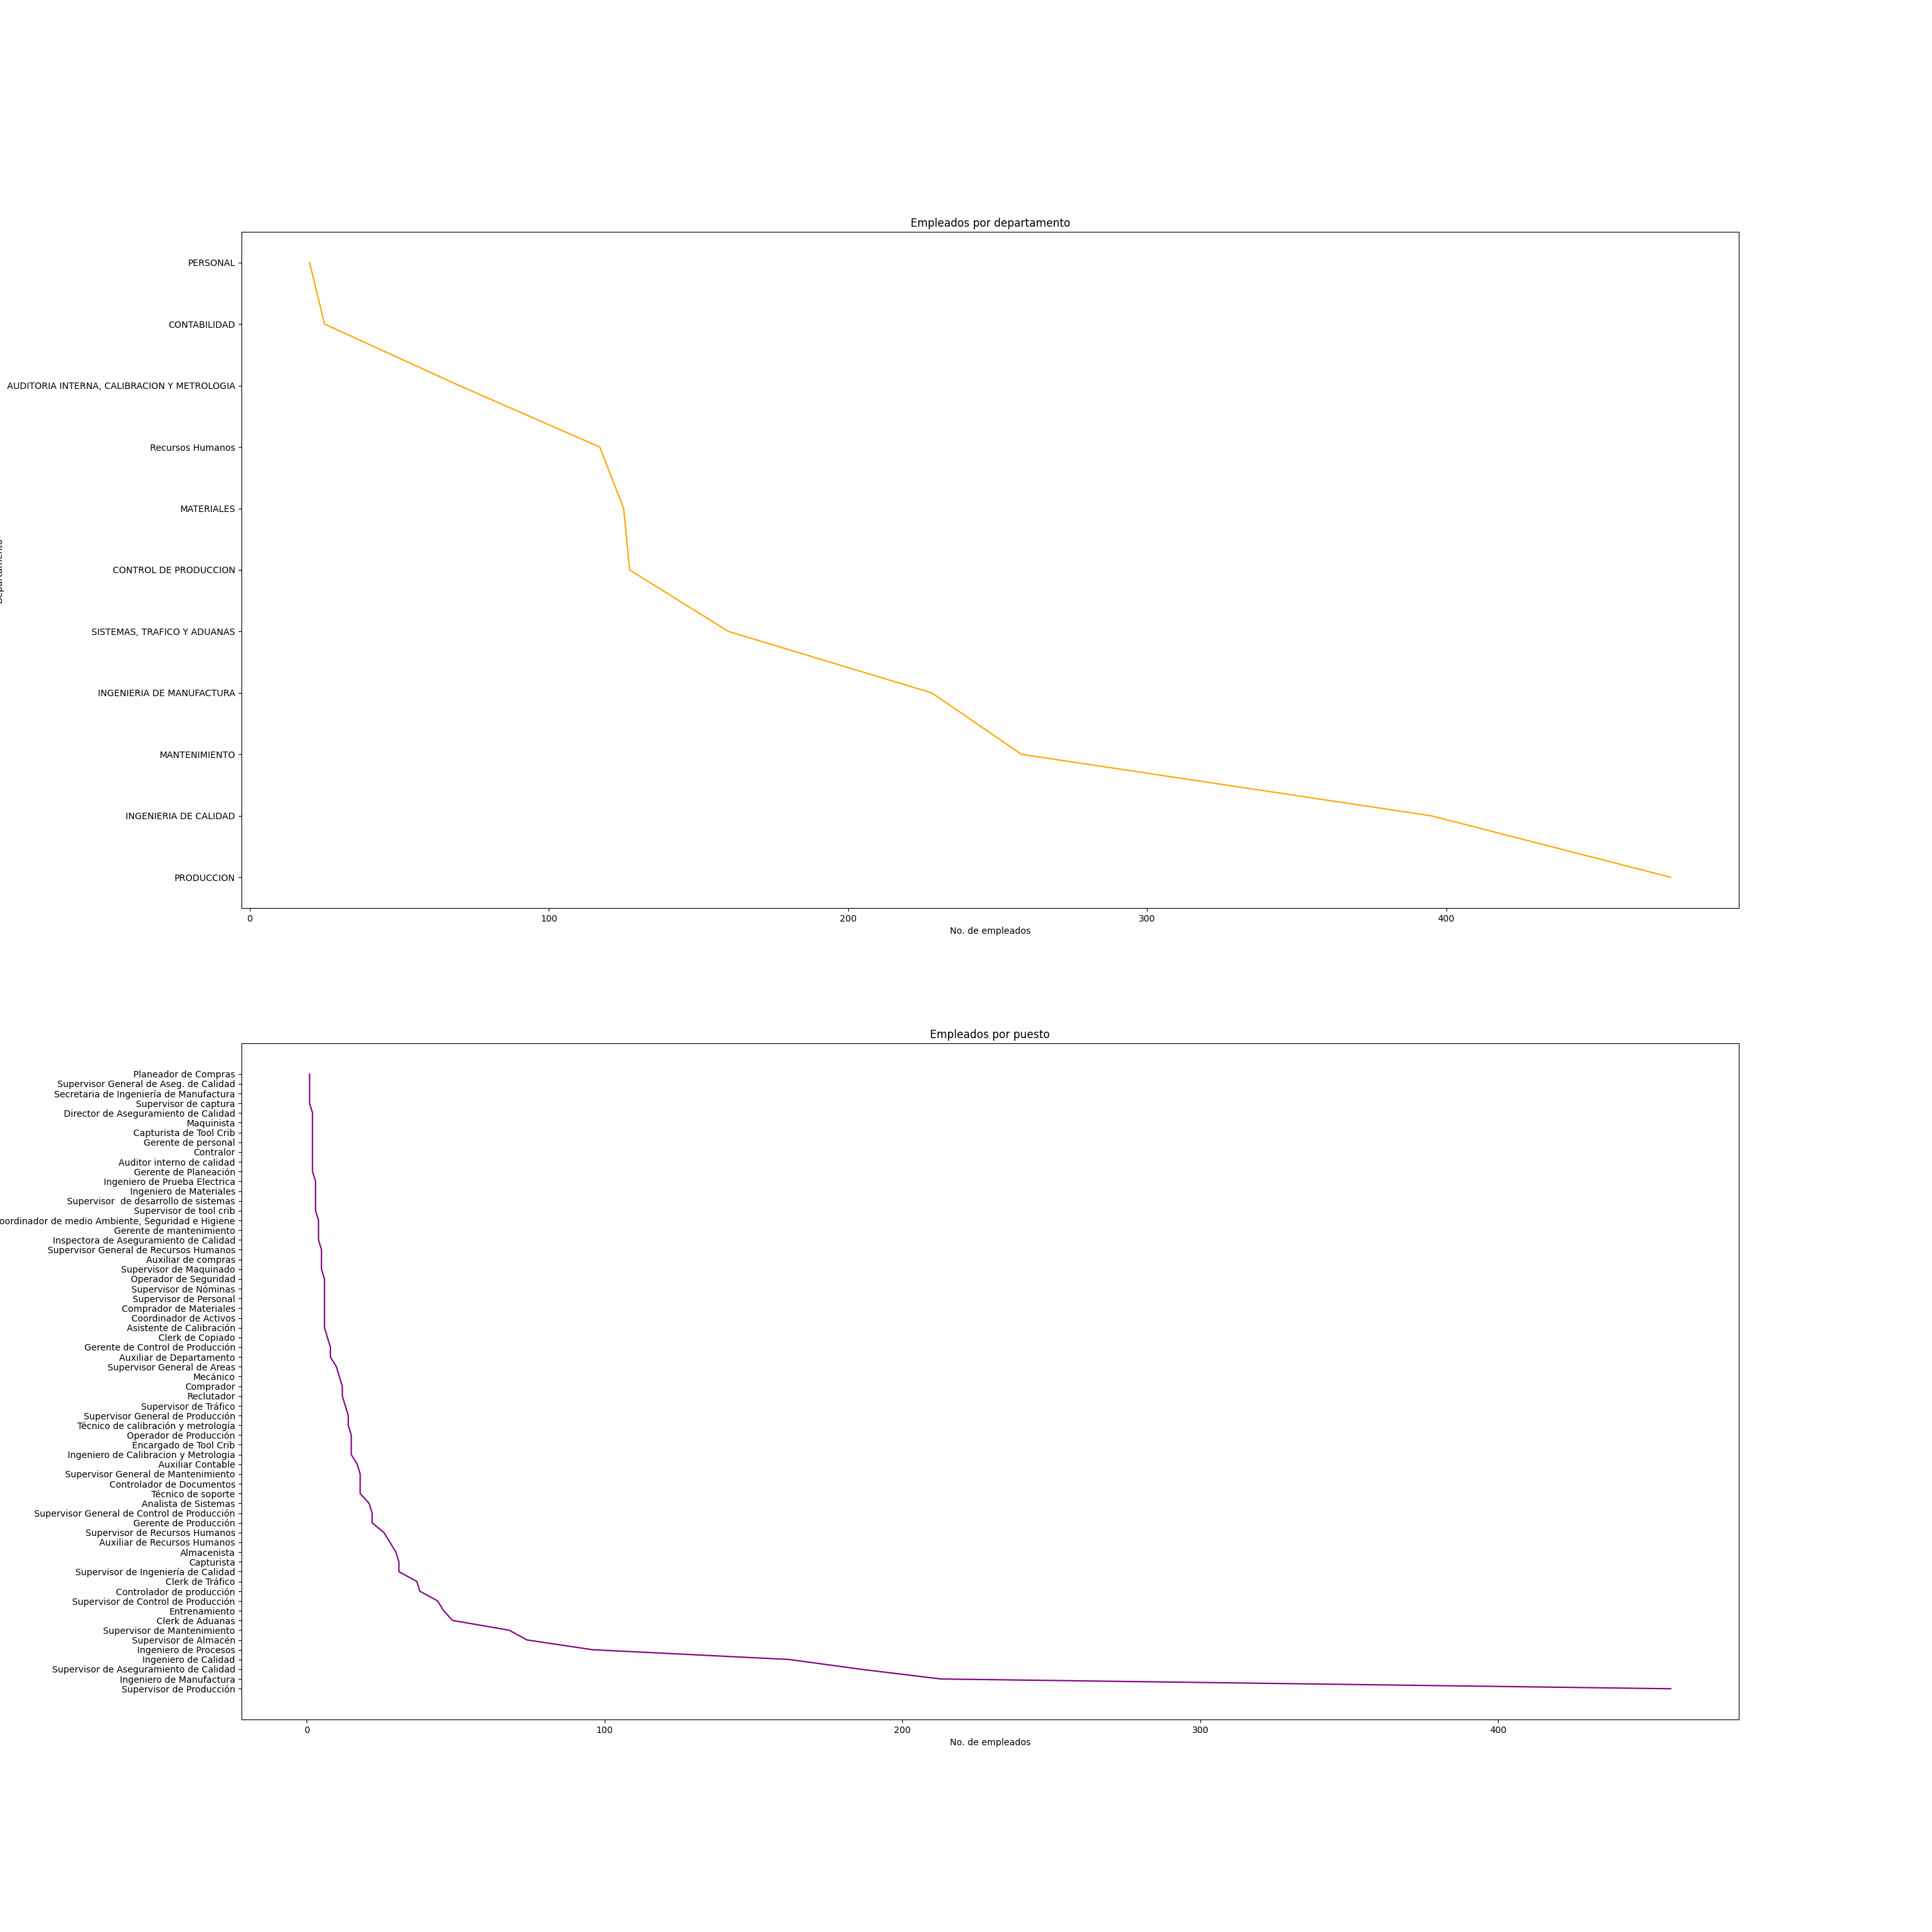 Empleados por departamento
PERSONAL
CONTABILIDAD
AUDITORIA INTERNA, CALIBRACION Y METROLOGIA
Recursos Humanos
MATERIALES
CONTROL DE PRODUCCION
SISTEMAS, TRAFICO Y ADUANAS
INGENIERIA DE MANUFACTURA
MANTENIMIENTO
INGENIERIA DE CALIDAD
PRODUCCION
0 100 200 300 400
No. de empleados
Empleados por puesto
Planeador de Compras
Supervisor General de Aseg. de Calidad
Secretaria de Ingeniería de Manufactura
Supervisor de captura
Director de Aseguramiento de Calidad
Maquinista
Capturista de Tool Crib
Gerente de personal
Contralor
Auditor interno de calidad
Gerente de Planeación
Ingeniero de Prueba Electrica
Ingeniero de Materiales
Supervisor  de desarrollo de sistemas
Supervisor de tool crib
oordinador de medio Ambiente, Seguridad e Higiene
Gerente de mantenimiento
Inspectora de Aseguramiento de Calidad
Supervisor General de Recursos Humanos
Auxiliar de compras
Supervisor de Maquinado
Operador de Seguridad
Supervisor de Nóminas
Supervisor de Personal
Comprador de Materiales
Coordinador de Activos
Asistente de Calibración
Clerk de Copiado
Gerente de Control de Producción
Auxiliar de Departamento
Supervisor General de Areas
Mecánico
Comprador
Reclutador
Supervisor de Tráfico
Supervisor General de Producción
Técnico de calibración y metrología
Operador de Producción
Encargado de Tool Crib
Ingeniero de Calibracion y Metrologia
Auxiliar Contable
Supervisor General de Mantenimiento
Controlador de Documentos
Técnico de soporte
Analista de Sistemas
Supervisor General de Control de Producción
Gerente de Producción
Supervisor de Recursos Humanos
Auxiliar de Recursos Humanos
Almacenista
Capturista
Supervisor de Ingeniería de Calidad
Clerk de Tráfico
Controlador de producción
Supervisor de Control de Producción
Entrenamiento
Clerk de Aduanas
Supervisor de Mantenimiento
Supervisor de Almacén
Ingeniero de Procesos
Ingeniero de Calidad
Supervisor de Aseguramiento de Calidad
Ingeniero de Manufactura
Supervisor de Producción
0 100 200 300 400
No. de empleados